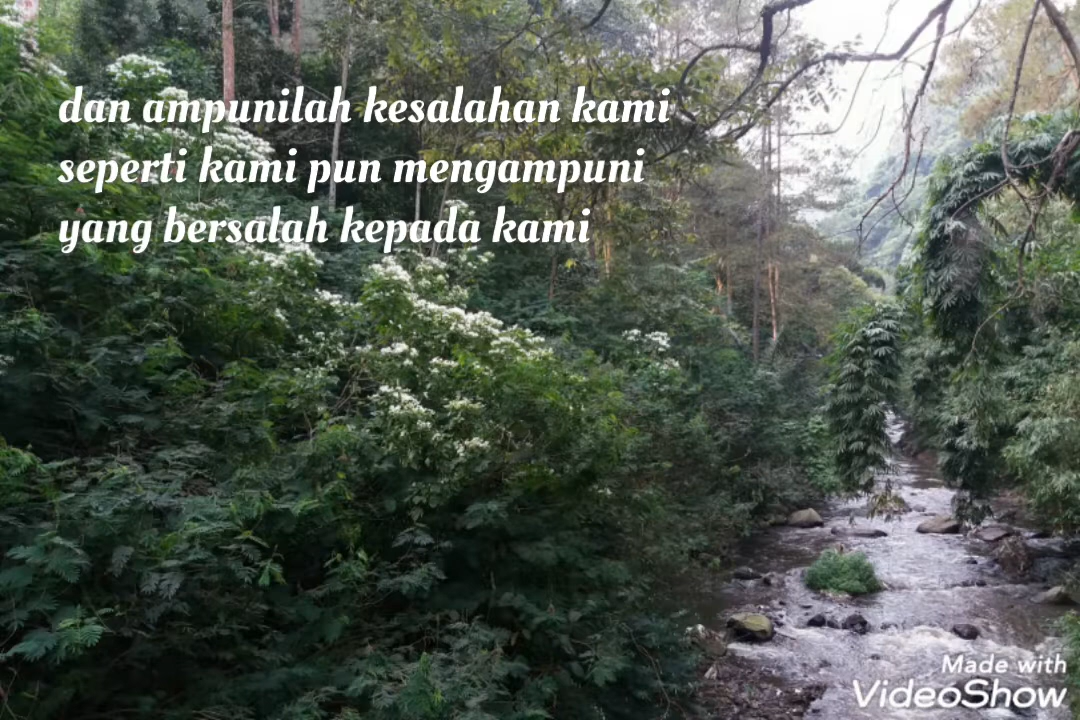 dan ampunilah kesalahan kami
seperti kami pun mengampuni
yang bersalah kepada kami
Made with
VideoShow